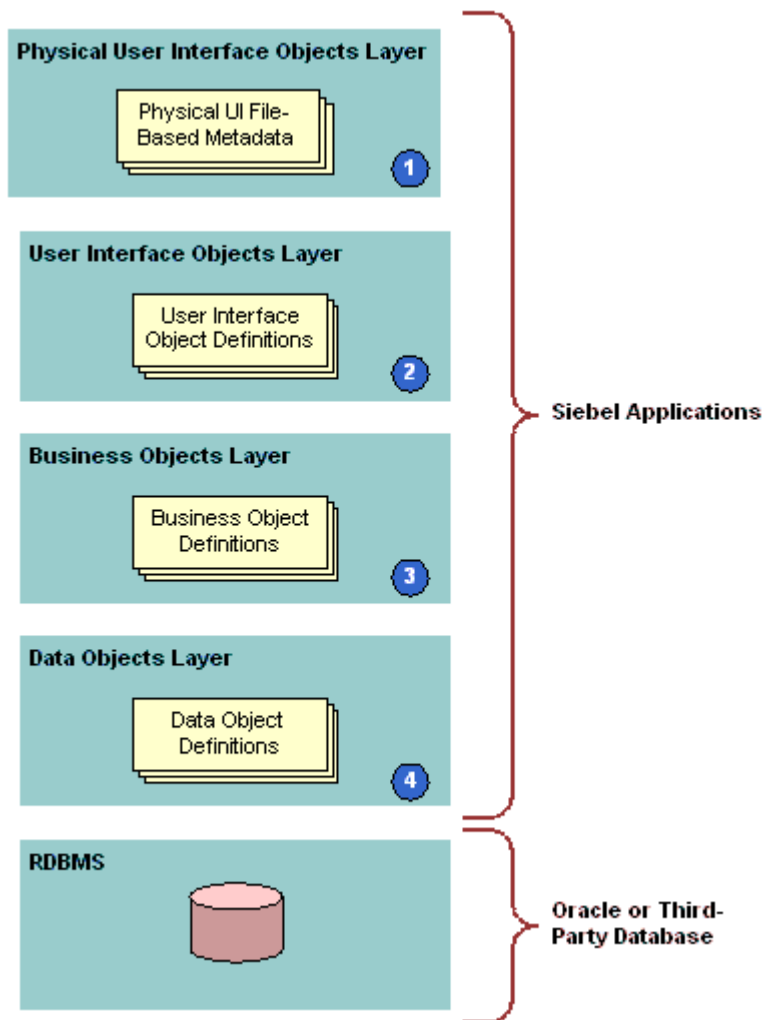 Physical User Interface Objects Layer
Physical UI File-
Based Metadata
1
User Interface Objects Layer
User Interface
Object Definitions
2
Siebel Applications
Business Objects Layer
Business Object
Definitions
3
Data Objects Layer
Data Object
Definitions
4
RDBMS
Oracle or Third-
Party Database